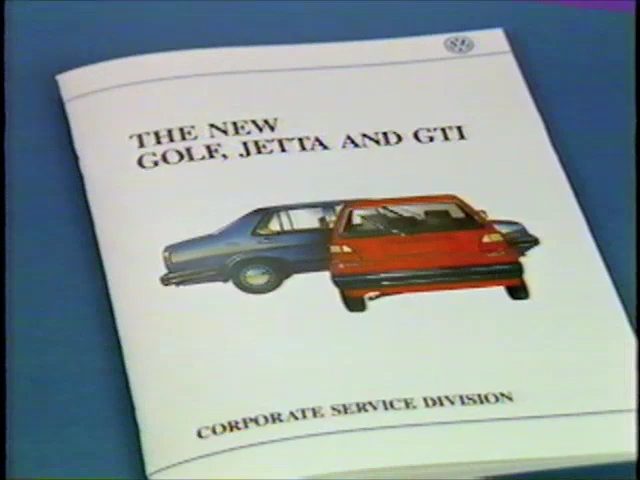 THE NEW
GOLF, JETTA AND GTI
CORPORATE SERVICE DIVISION